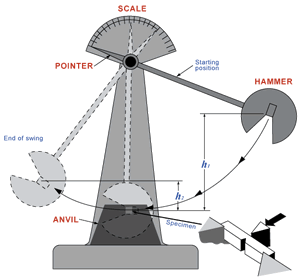 SCALE
POINTER
Starting
position
HAMMER
End of swing
h₁
h₂
ANVIL
Specimen